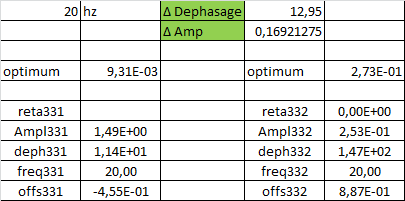 20 hz Δ Dephasage 12,95
Δ Amp 0,16921275
optimum 9,31E-03 optimum 2,73E-01
reta331 reta332 0,00E+00
Ampl331 1,49E+00 Ampl332 2,53E-01
deph331 1,14E+01 deph332 1,47E+02
freq331 20,00 freq332 20,00
offs331 -4,55E-01 offs332 8,87E-01